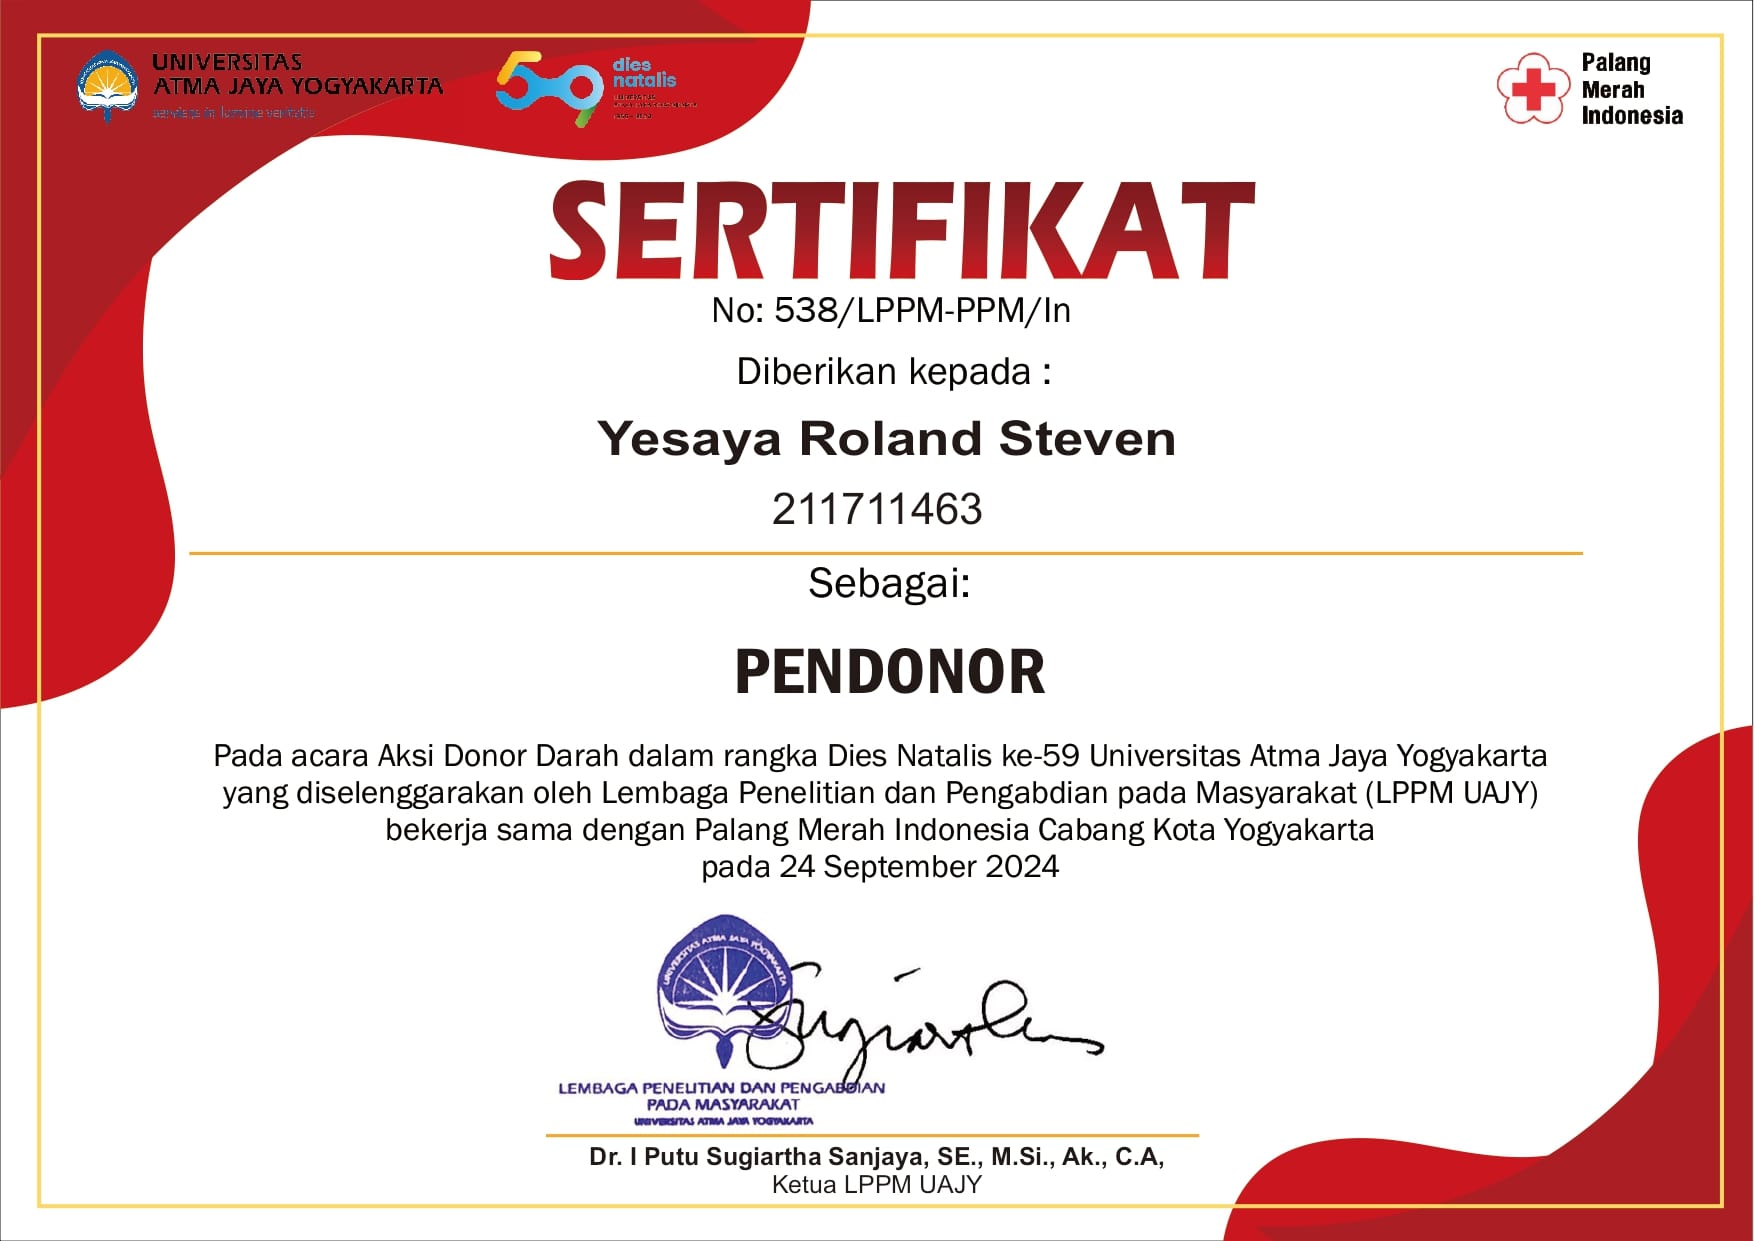 UNIVERSITAS
ATMA JAYA YOGYAKARTA
serviens in lumine veritatis
59 dies
natalis
UNIVERSITAS
Palang
Merah
Indonesia
SERTIFIKAT
No: 538/LPPM-PPM/In
Diberikan kepada :
Yesaya Roland Steven
211711463
Sebagai:
PENDONOR
Pada acara Aksi Donor Darah dalam rangka Dies Natalis ke-59 Universitas Atma Jaya Yogyakarta
yang diselenggarakan oleh Lembaga Penelitian dan Pengabdian pada Masyarakat (LPPM UAJY)
bekerja sama dengan Palang Merah Indonesia Cabang Kota Yogyakarta
pada 24 September 2024
UNIVERSITAS ATMA JAYA YOGYAKARTA
LEMBAGA PENELITIAN DAN PENGABDIAN
PADA MASYARAKAT
UNIVERSITAS ATMA JAYA YOGYAKARTA
Dr. I Putu Sugiartha Sanjaya, SE., M.Si., Ak., C.A,
Ketua LPPM UAJY